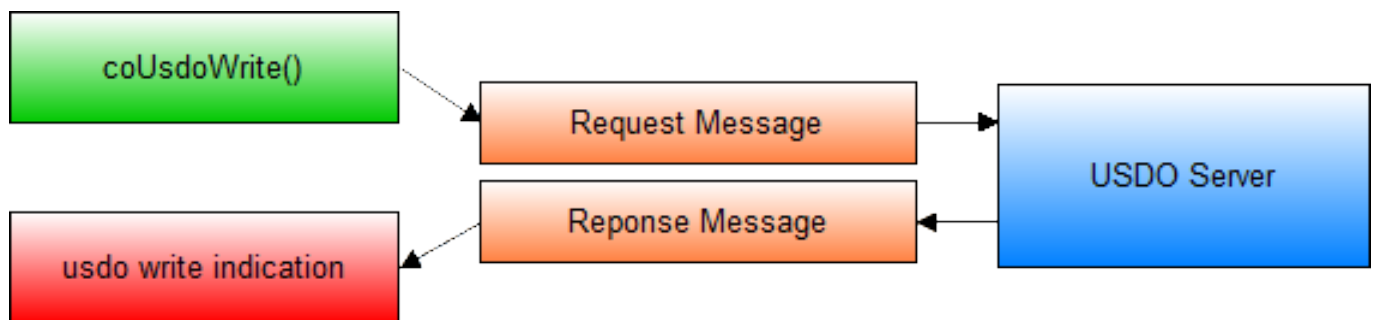 coUsdoWrite()
Request Message
USDO Server
Reponse Message
usdo write indication